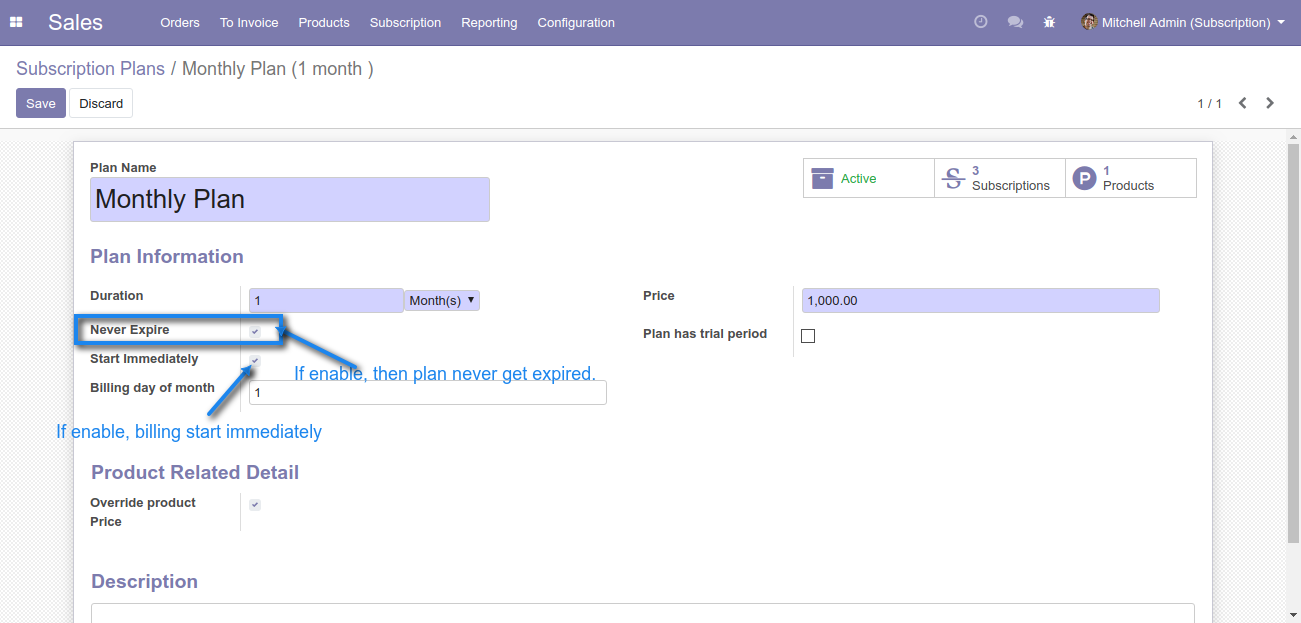 Sales Orders To Invoice Products Subscription Reporting Configuration Mitchell Admin (Subscription)
Subscription Plans / Monthly Plan (1 month )
Save Discard 1 / 1
Plan Name
Monthly Plan
Active
3
Subscriptions
1
Products
Plan Information
Duration 1 Month(s)
Price 1,000.00
Never Expire
Plan has trial period
Start Immediately
If enable, then plan never get expired.
Billing day of month 1
If enable, billing start immediately
Product Related Detail
Override product
Price
Description